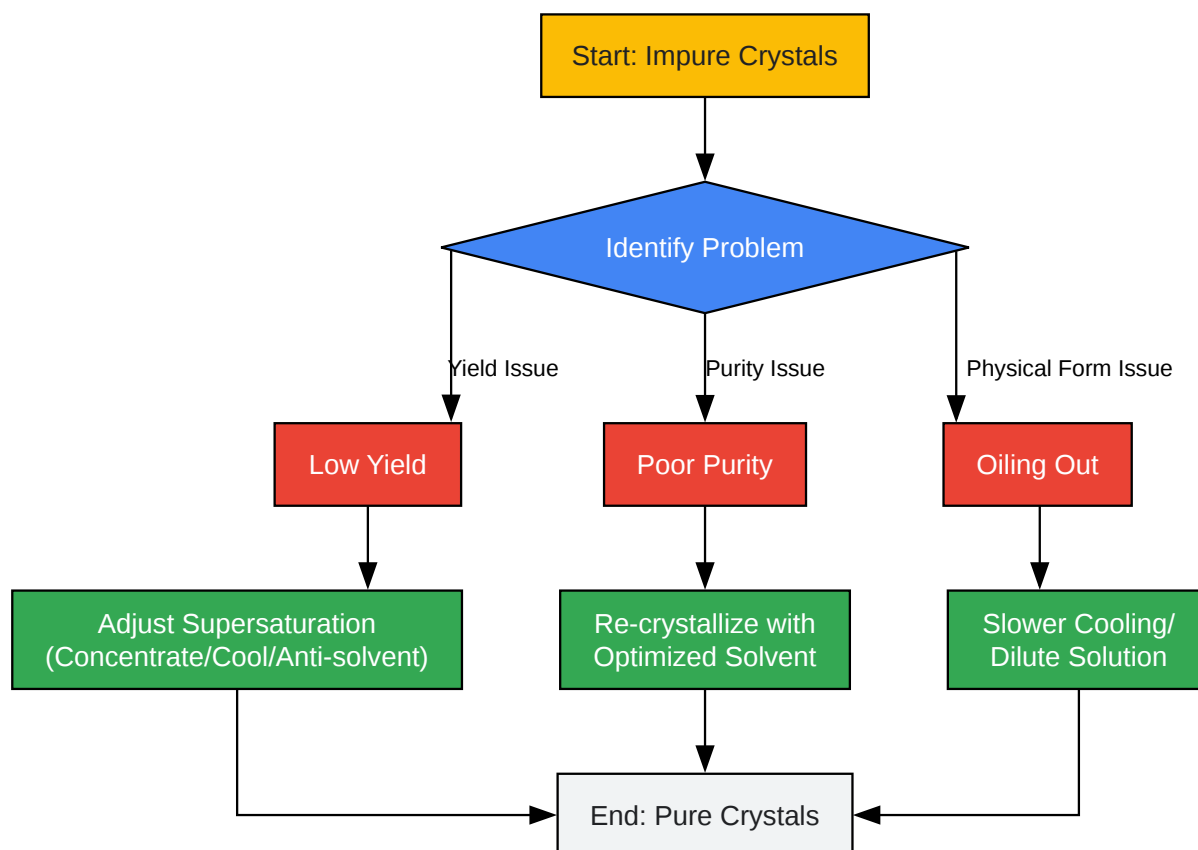 Start: Impure Crystals
Identify Problem
Yield Issue
Purity Issue
Physical Form Issue
Low Yield
Poor Purity
Oiling Out
Adjust Supersaturation
(Concentrate/Cool/Anti-solvent)
Re-crystallize with
Optimized Solvent
Slower Cooling/
Dilute Solution
End: Pure Crystals